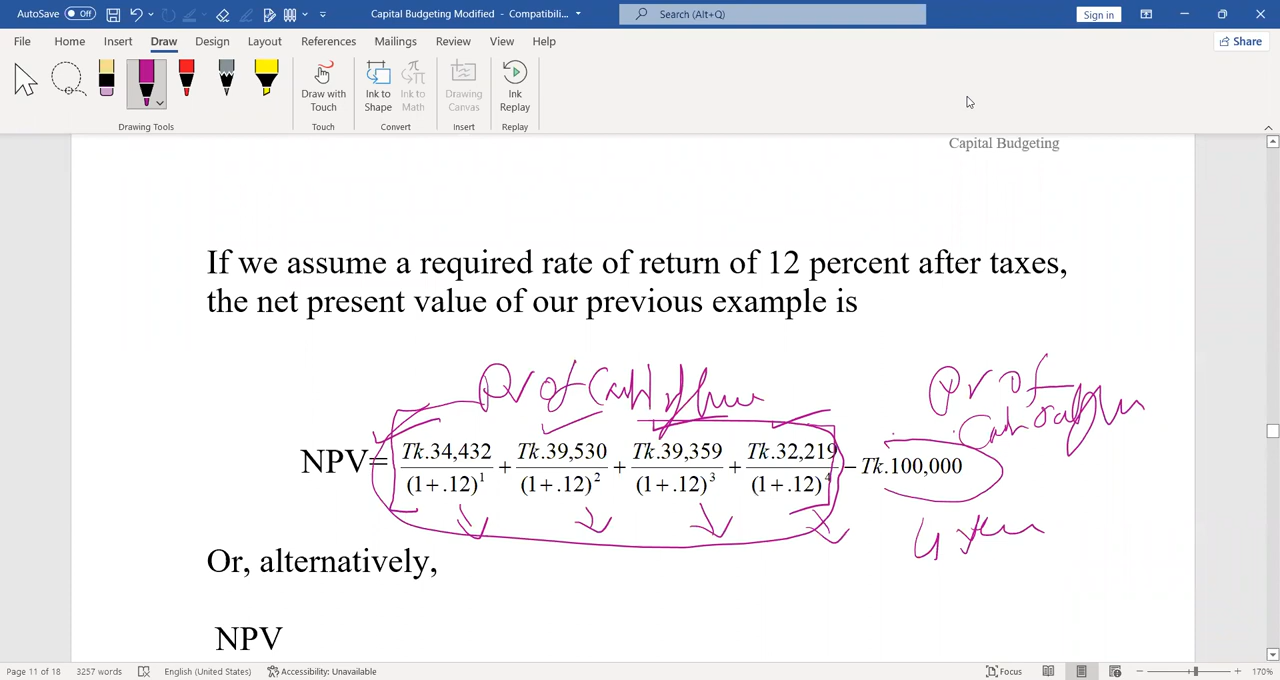 AutoSave Off Capital Budgeting Modified - Compatibili... Search (Alt+Q) Sign in
File Home Insert Draw Design Layout References Mailings Review View Help Share
Draw with Touch Ink to Shape Ink to Math Drawing Canvas Ink Replay
Drawing Tools Touch Convert Insert Replay
Capital Budgeting
If we assume a required rate of return of 12 percent after taxes,
the net present value of our previous example is
PV of Cash
PV of
Cash
NPV= Tk.34,432/(1+.12)^1 + Tk.39,530/(1+.12)^2 + Tk.39,359/(1+.12)^3 + Tk.32,219/(1+.12)^4 – Tk.100,000
4 year
Or, alternatively,
NPV
Page 11 of 18 3257 words English (United States) Accessibility: Unavailable Focus 170%